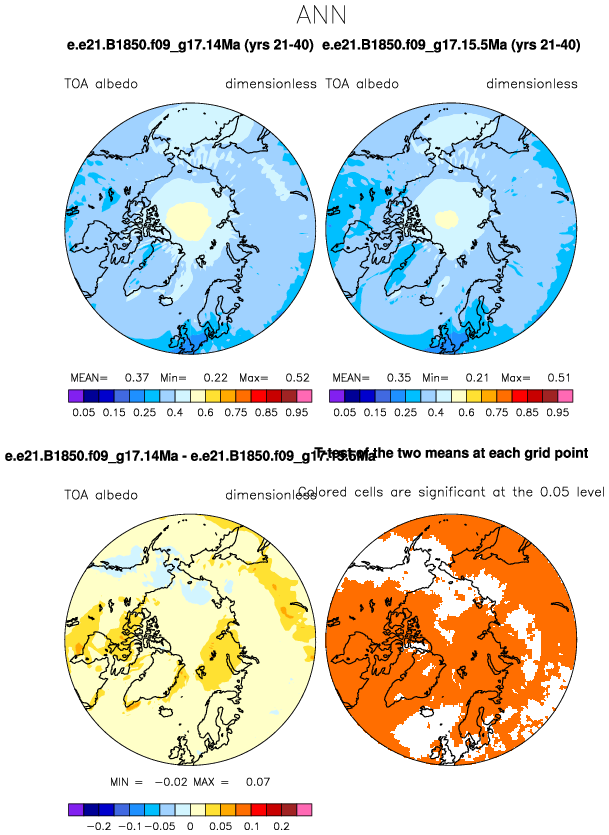 ANN
e.e21.B1850.f09_g17.14Ma (yrs 21-40) e.e21.B1850.f09_g17.15.5Ma (yrs 21-40)
TOA albedo dimensionless TOA albedo dimensionless
MEAN= 0.37 Min= 0.22 Max= 0.52 MEAN= 0.35 Min= 0.21 Max= 0.51
0.05 0.15 0.25 0.4 0.6 0.75 0.85 0.95 0.05 0.15 0.25 0.4 0.6 0.75 0.85 0.95
e.e21.B1850.f09_g17.14Ma - e.e21.B1850.f09_g17.15.5Ma T-test of the two means at each grid point
TOA albedo dimensionless Colored cells are significant at the 0.05 level
MIN = -0.02 MAX = 0.07
-0.2 -0.1 -0.05 0 0.05 0.1 0.2